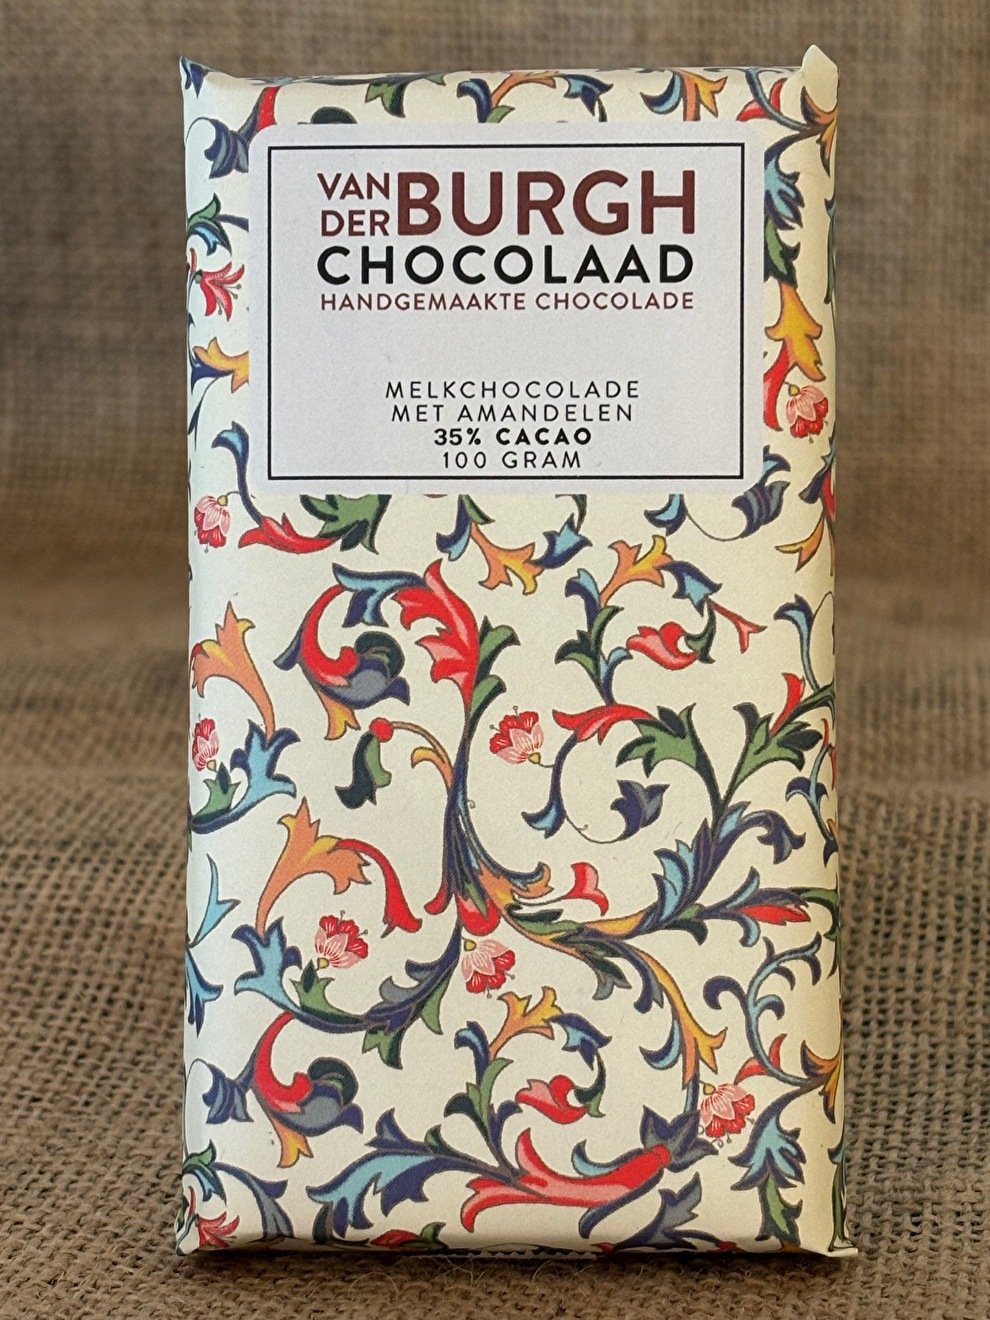 VAN DER BURGH
CHOCOLAAD
HANDGEMAAKTE CHOCOLADE
MELKCHOCOLADE
MET AMANDELEN
35% CACAO
100 GRAM